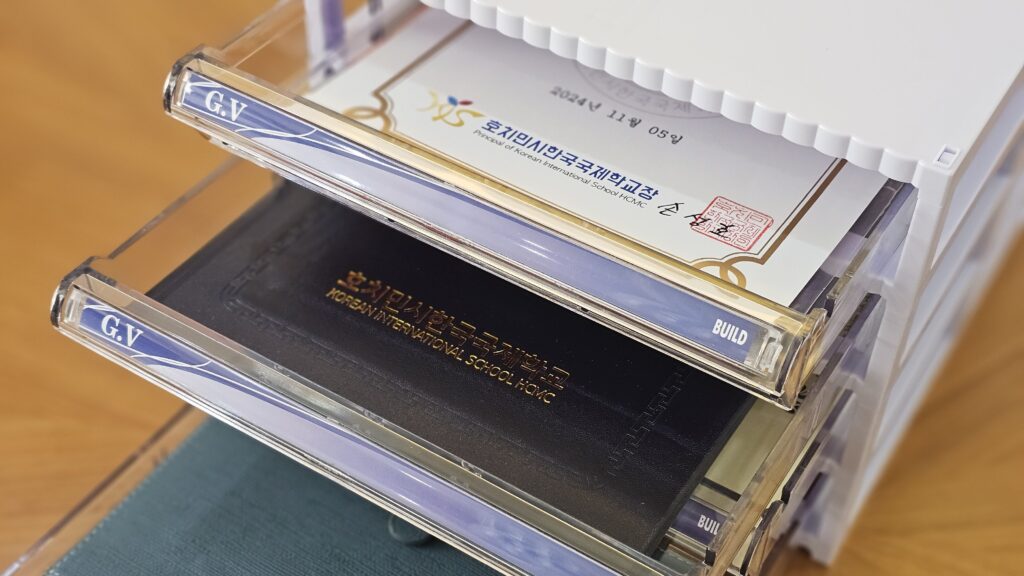 G.V
2024년 11월 05일
호치민시한국국제학교장
Principal of Korean International School HCMC
BUILD
G.V
호치민시한국국제학교
KOREAN INTERNATIONAL SCHOOL HCMC